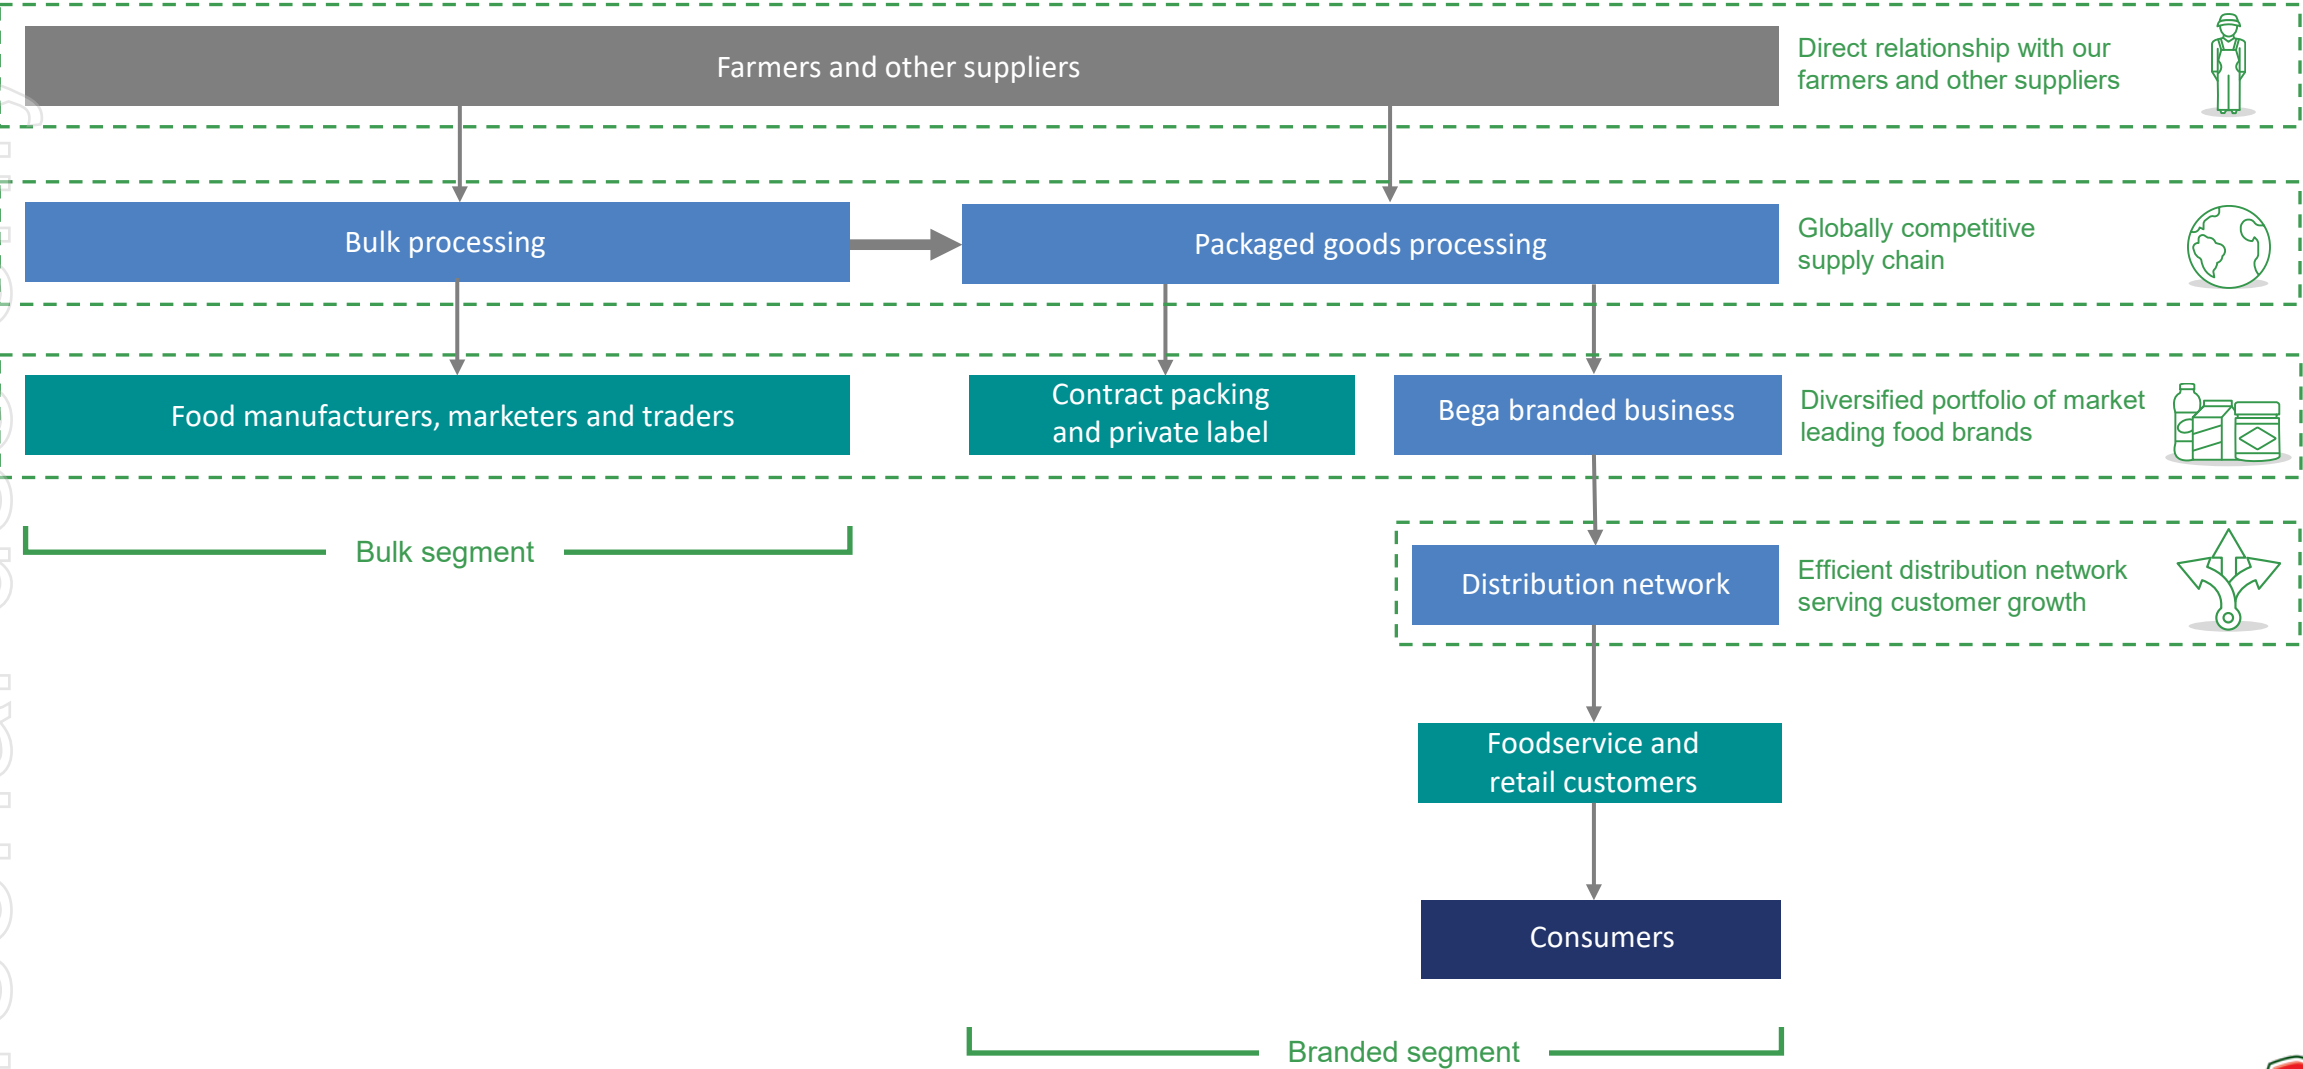 Farmers and other suppliers
Direct relationship with our
farmers and other suppliers
Bulk processing
Packaged goods processing
Globally competitive
supply chain
Food manufacturers, marketers and traders
Contract packing
and private label
Bega branded business
Diversified portfolio of market
leading food brands
Bulk segment
Distribution network
Efficient distribution network
serving customer growth
Foodservice and
retail customers
Consumers
Branded segment